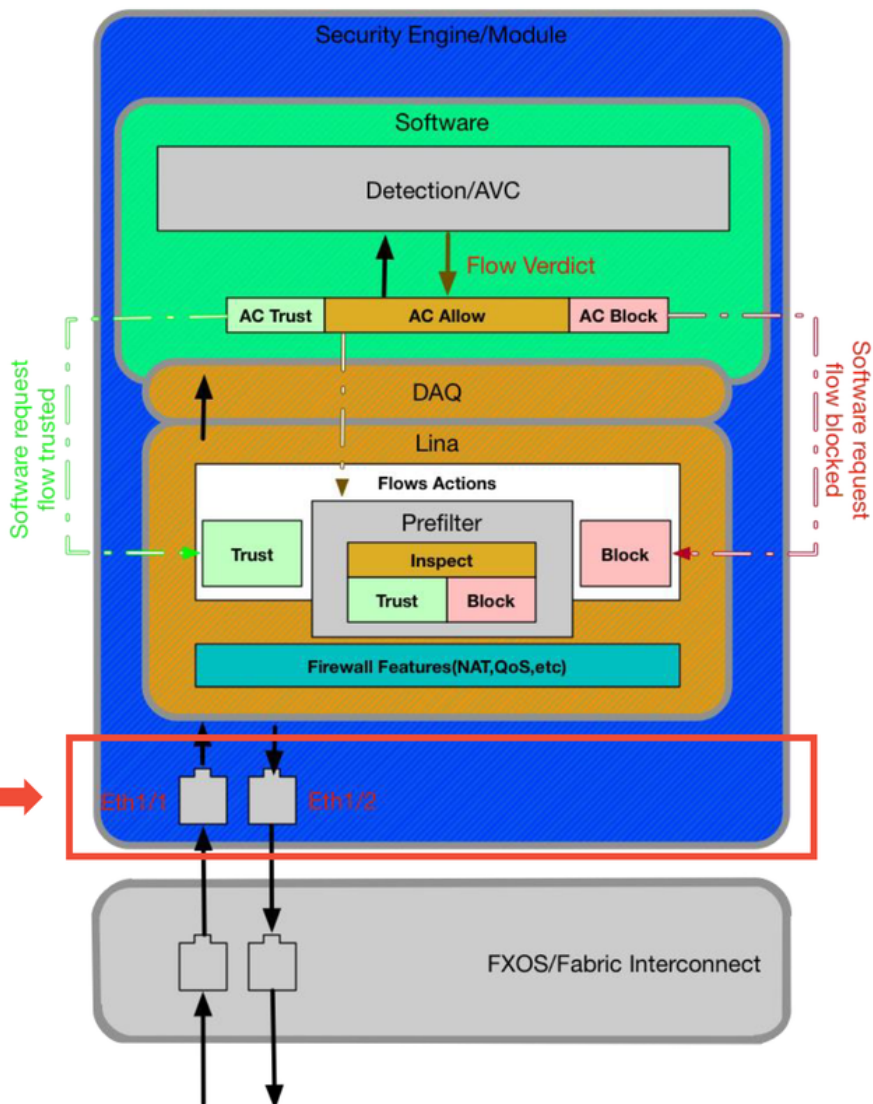 Security Engine/Module
Software
Detection/AVC
Flow Verdict
AC Trust
AC Allow
AC Block
Software request
flow trusted
Software request
flow blocked
DAQ
Lina
Flows Actions
Prefilter
Inspect
Trust
Trust
Block
Block
Firewall Features(NAT,QoS,etc)
Eth1/1
Eth1/2
FXOS/Fabric Interconnect